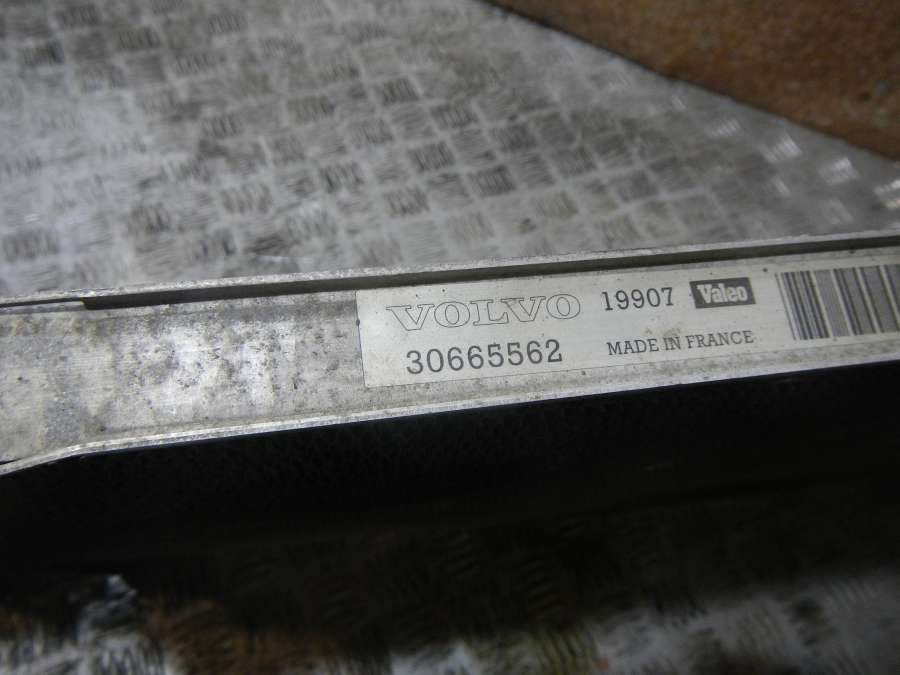 VOLVO 19907 Valeo
30665562 MADE IN FRANCE